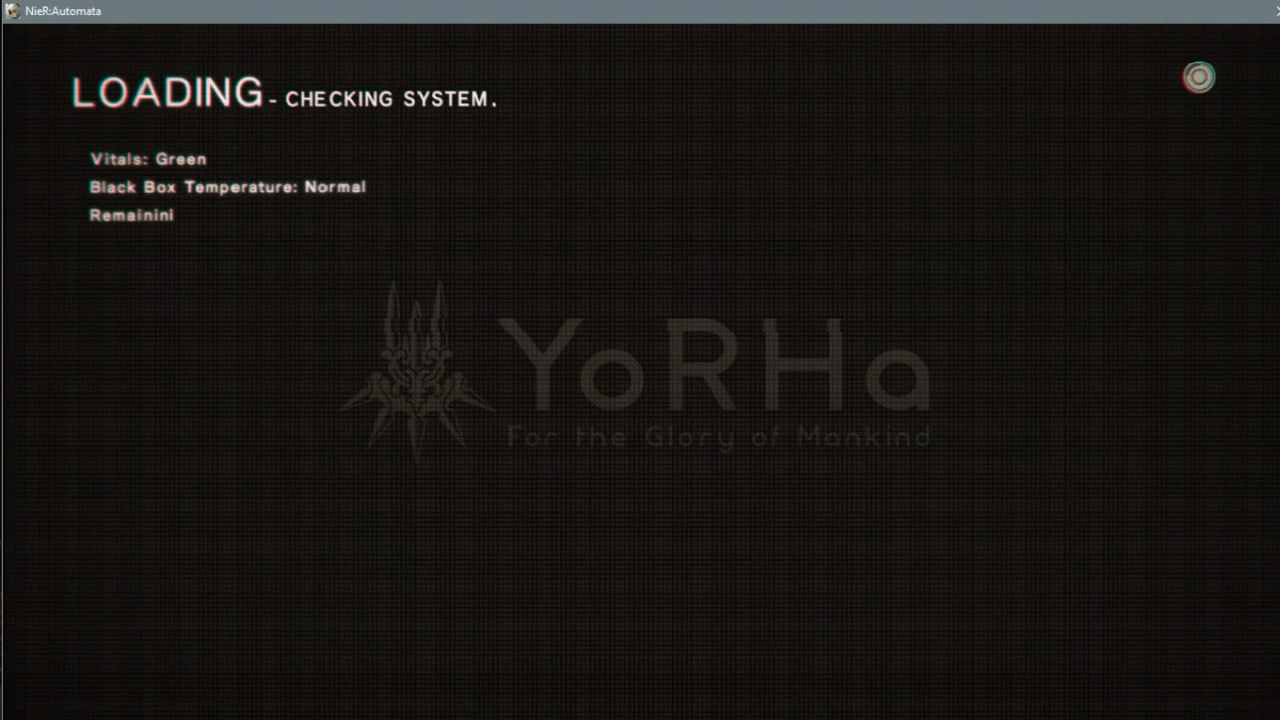 NieR:Automata
LOADING - CHECKING SYSTEM.
Vitals: Green
Black Box Temperature: Normal
Remainini
YoRHa
For the Glory of Mankind